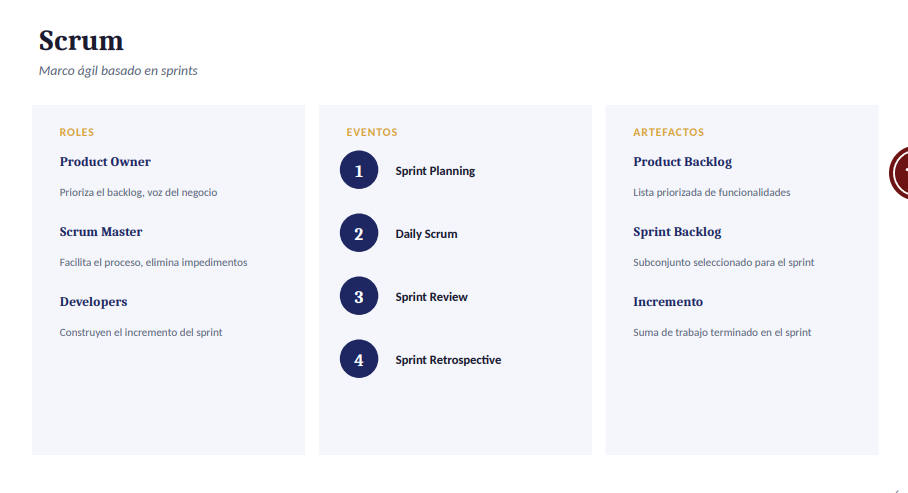 Scrum
Marco ágil basado en sprints
ROLES
Product Owner
Prioriza el backlog, voz del negocio
Scrum Master
Facilita el proceso, elimina impedimentos
Developers
Construyen el incremento del sprint
EVENTOS
1 Sprint Planning
2 Daily Scrum
3 Sprint Review
4 Sprint Retrospective
ARTEFACTOS
Product Backlog
Lista priorizada de funcionalidades
Sprint Backlog
Subconjunto seleccionado para el sprint
Incremento
Suma de trabajo terminado en el sprint